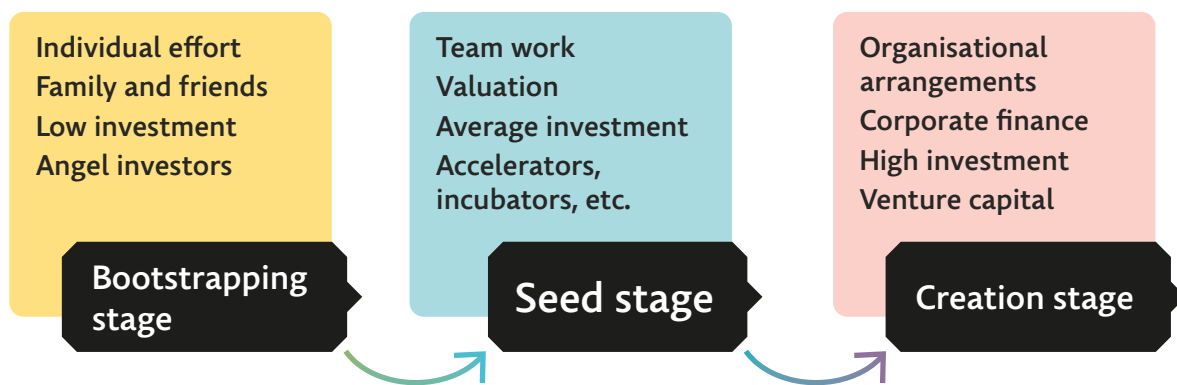 Individual effort
Family and friends
Low investment
Angel investors
Bootstrapping
stage
Team work
Valuation
Average investment
Accelerators,
incubators, etc.
Seed stage
Organisational
arrangements
Corporate finance
High investment
Venture capital
Creation stage